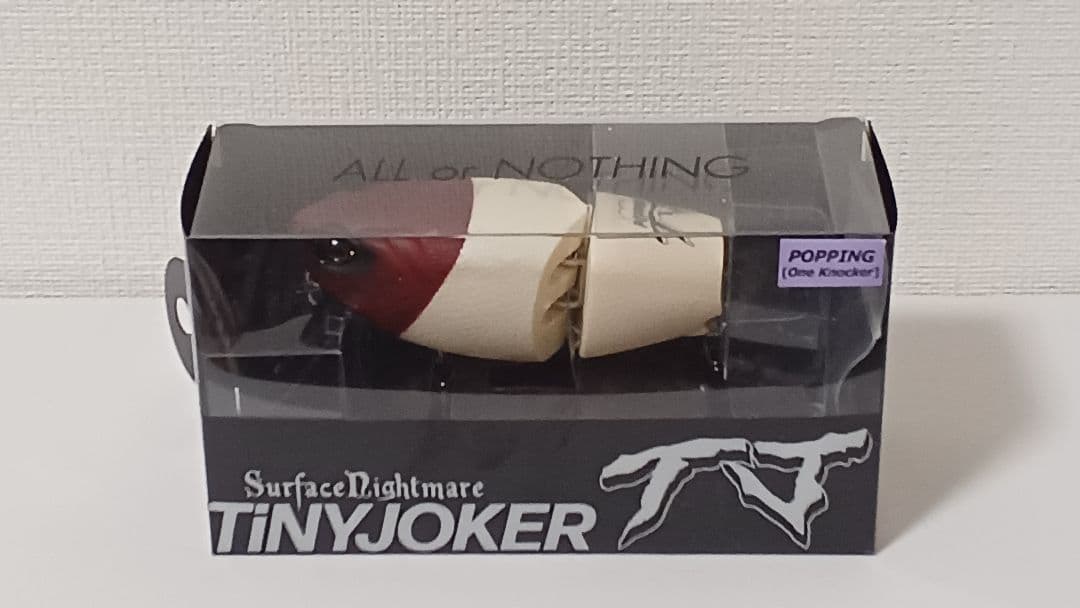 ALL or NOTHING
POPPING
(One Knocker)
SurfaceNightmare
TiNYJOKER
TJ